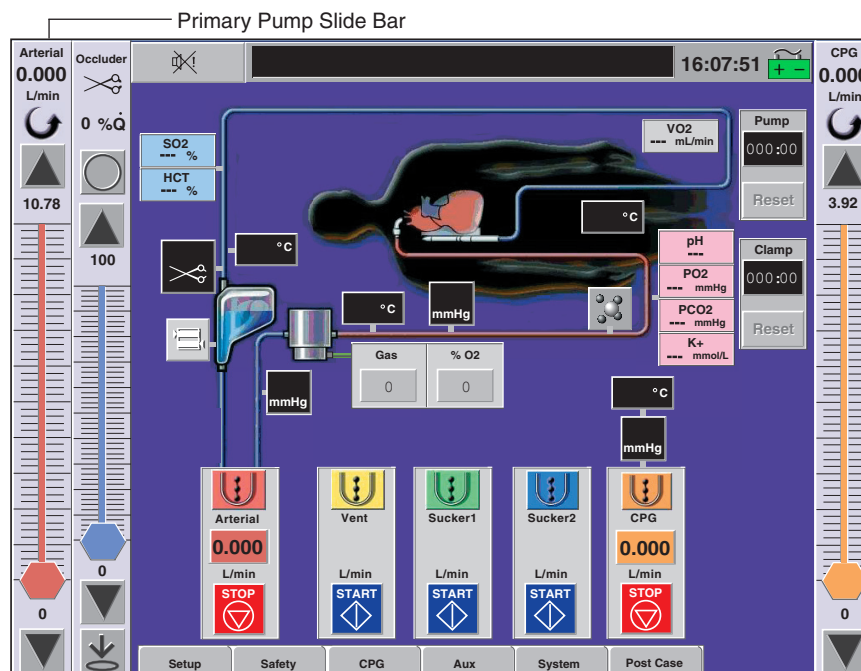 Primary Pump Slide Bar
Arterial
0.000
L/min
10.78
0
Occluder
0 %Q̇
100
0
!
16:07:51
+ −
SO2
--- %
HCT
--- %
VO2
--- mL/min
Pump
000:00
Reset
Clamp
000:00
Reset
CPG
0.000
L/min
3.92
0
°C
°C
°C
mmHg
mmHg
pH
---
PO2
--- mmHg
PCO2
--- mmHg
K+
--- mmol/L
Gas
0
% O2
0
°C
mmHg
Arterial
0.000
L/min
STOP
Vent
L/min
START
Sucker1
L/min
START
Sucker2
L/min
START
CPG
0.000
L/min
STOP
Setup Safety CPG Aux System Post Case